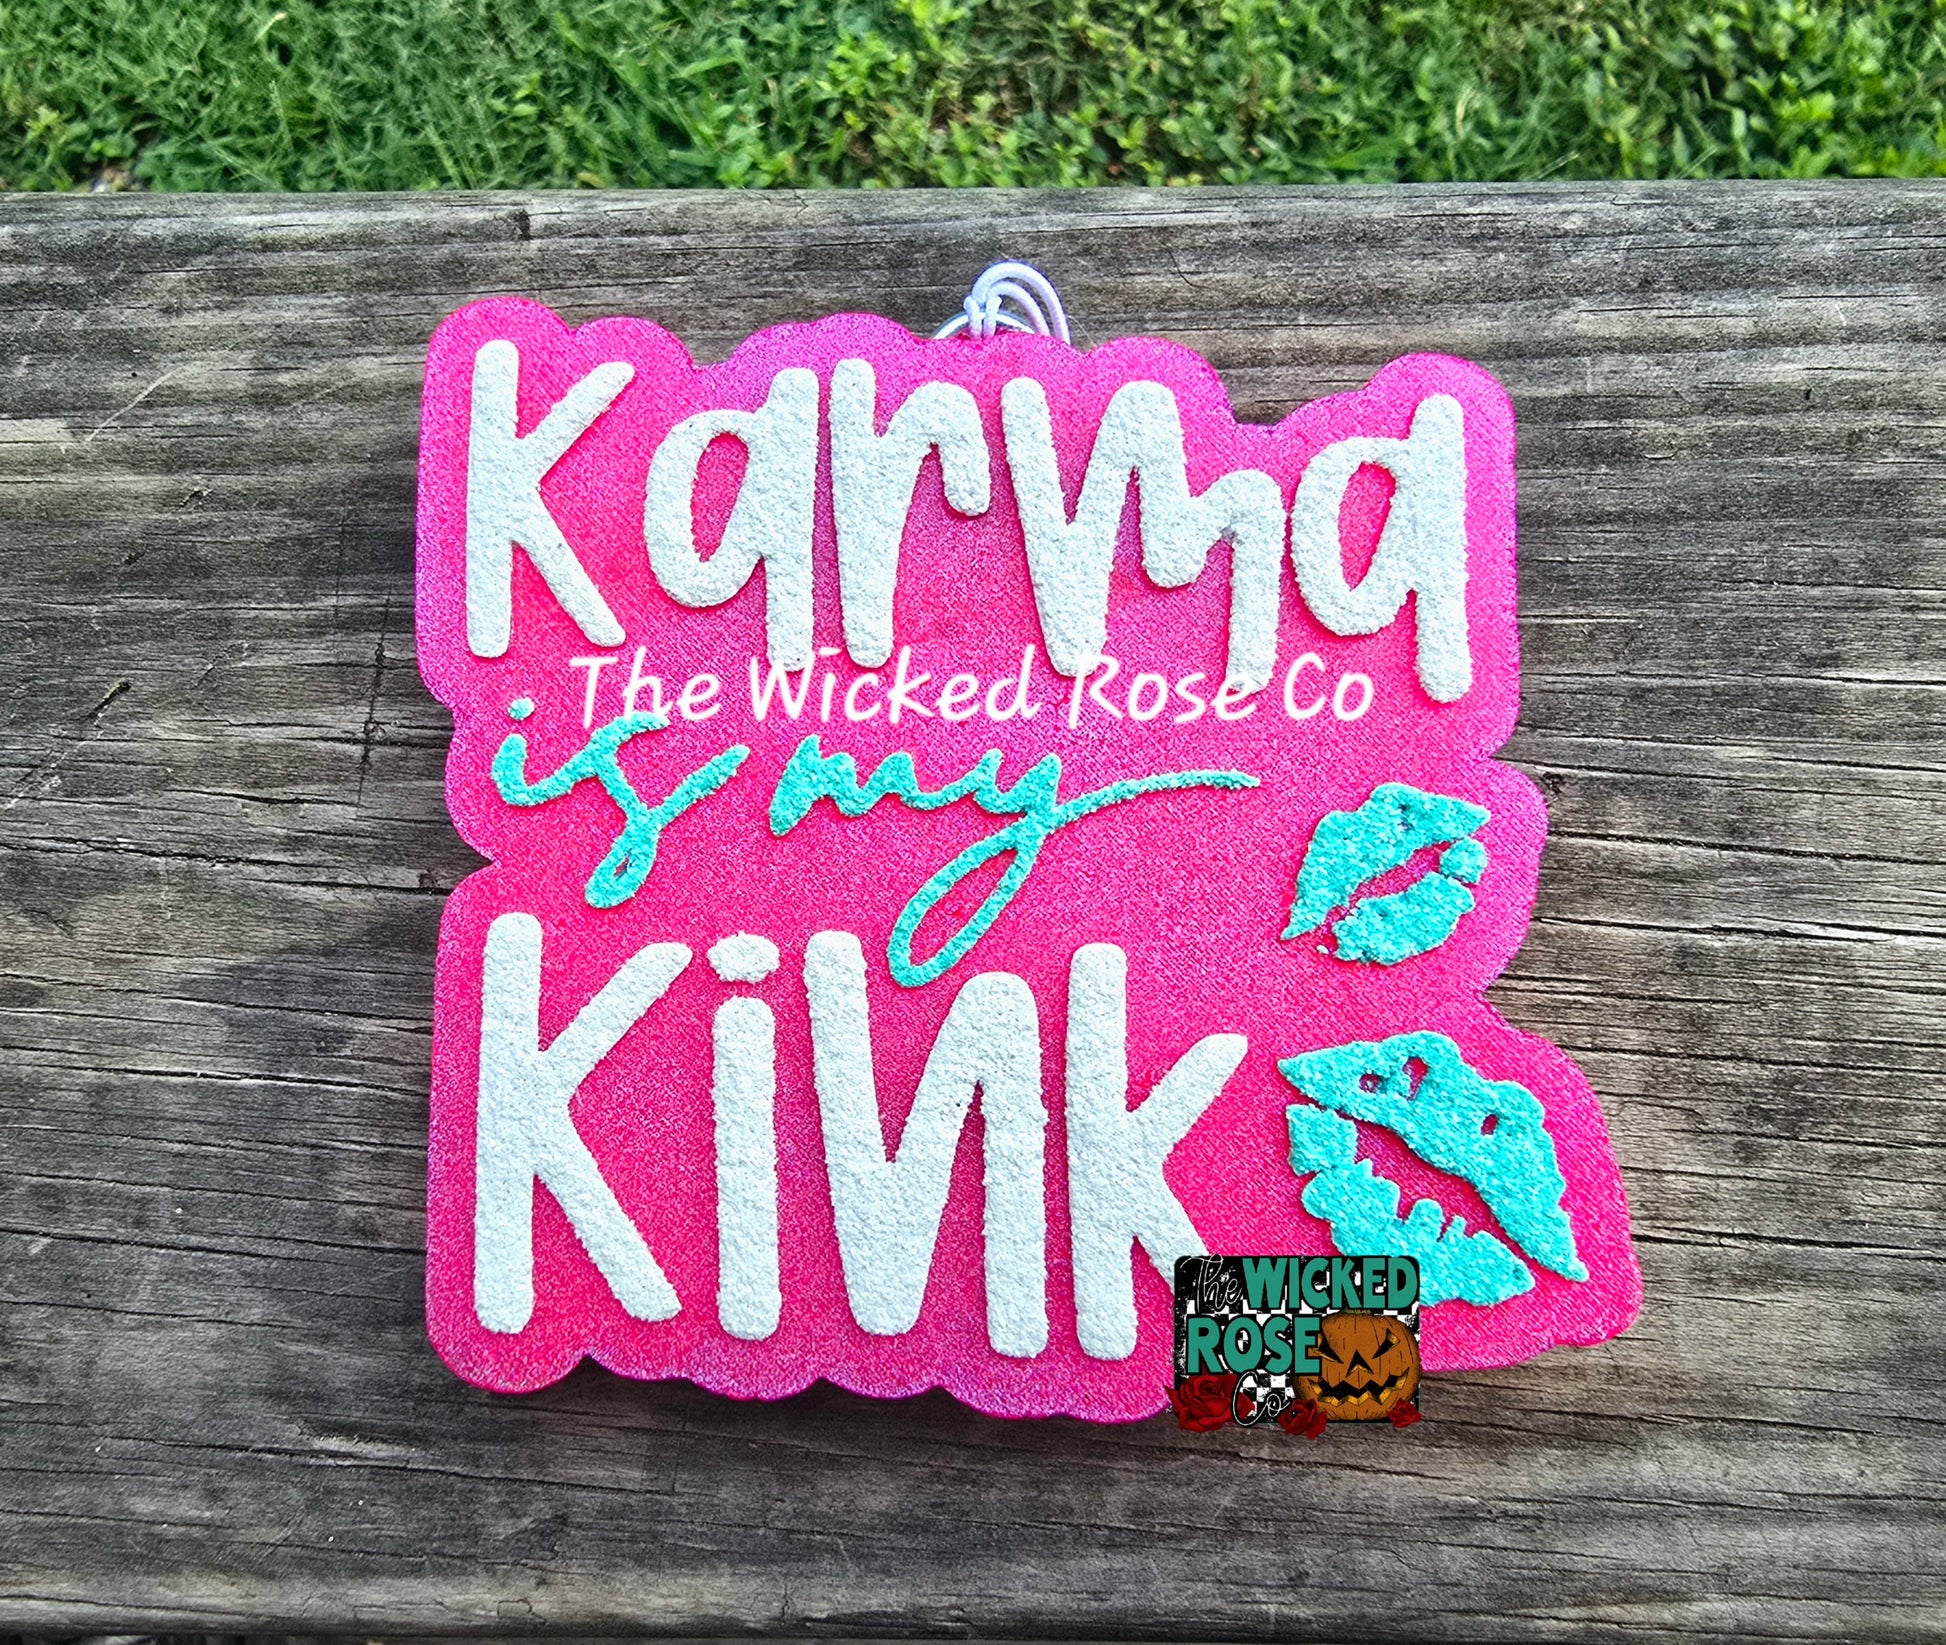 Karma
The Wicked Rose Co
is my
Kink
The WICKED
ROSE
Co